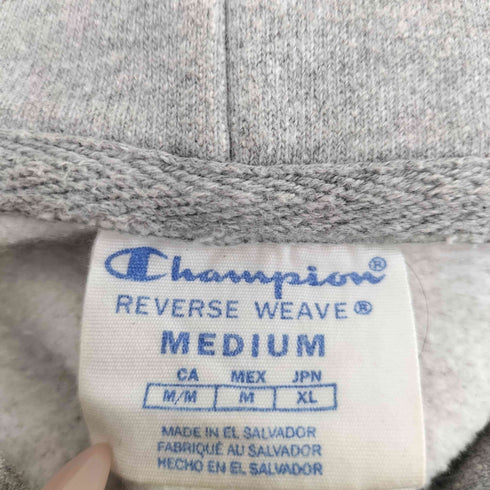 Champion®
REVERSE WEAVE®
MEDIUM
CA MEX JPN
M/M M XL
MADE IN EL SALVADOR
FABRIQUÉ AU SALVADOR
HECHO EN EL SALVADOR